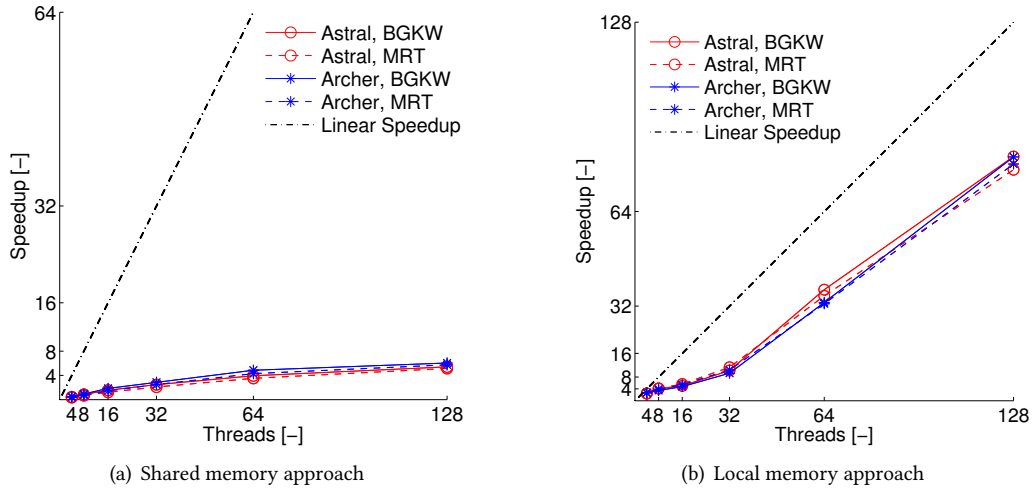 64
32
16
8
4
Speedup [-]
4 8 16 32 64 128
Threads [-]
Astral, BGKW
Astral, MRT
Archer, BGKW
Archer, MRT
Linear Speedup
(a) Shared memory approach
128
64
32
16
8
4
Speedup [-]
4 8 16 32 64 128
Threads [-]
Astral, BGKW
Astral, MRT
Archer, BGKW
Archer, MRT
Linear Speedup
(b) Local memory approach